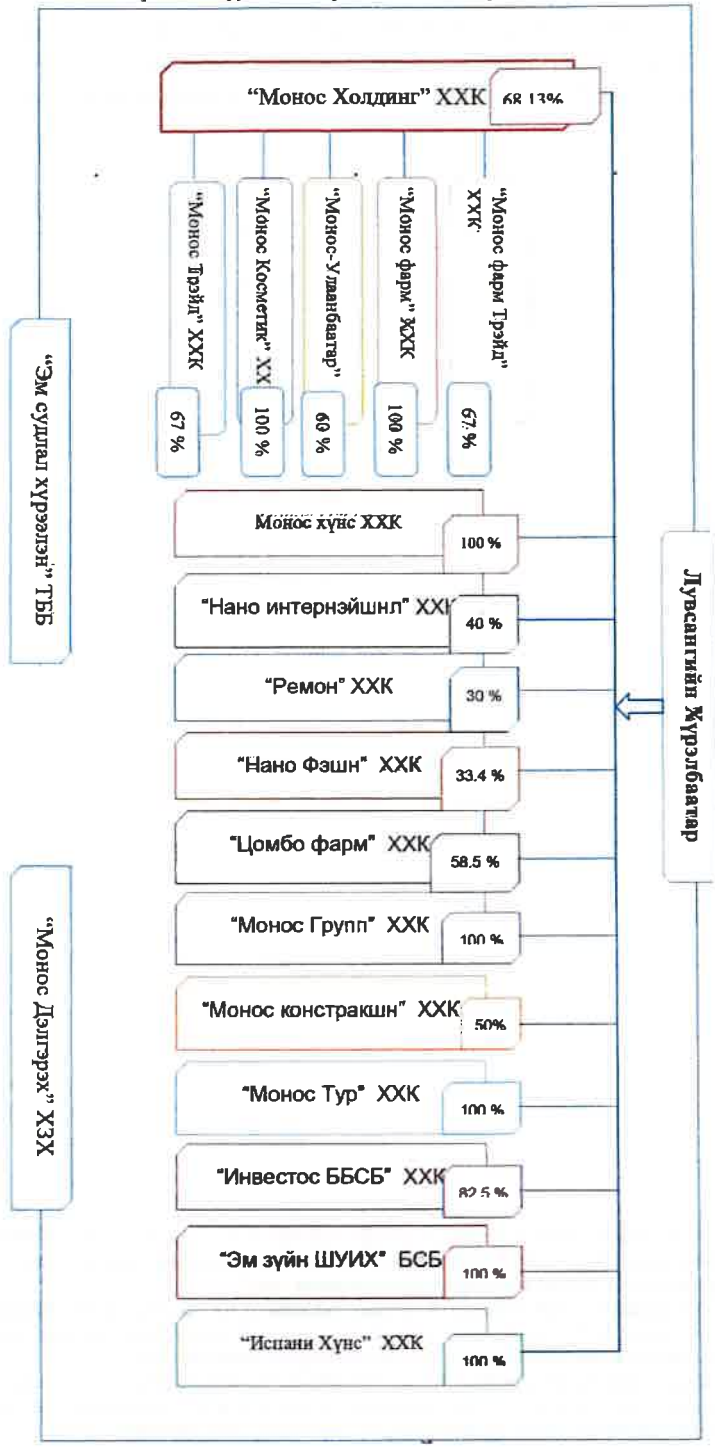 Лувсангийн Жүрэлбаатар
"Монос Холдинг" ХХК 68.13%
"Монос фарм Трэйд"
ХХК
67 %
"Монос фарм" ХХК
100 %
"Монос-Улаанбаатар"
60 %
"Монос Косметик" ХХ
100 %
"Монос Трэйл" ХХК
67 %
Монос хүнс ХХК
100 %
"Нано интернэйшнл" ХХК
40 %
"Ремон" ХХК
30 %
"Нано Фэшн" ХХК
33.4 %
"Цомбо фарм" ХХК
58.5 %
"Монос Групп" ХХК
100 %
"Монос констракшн" ХХК
50%
"Монос Тур" ХХК
100 %
"Инвестос ББСБ" ХХК
82.5 %
"Эм зүйн ШУИХ" БСБ
100 %
"Испани Хүнс" ХХК
100 %
"Эм судлал хүрээлэн" ТББ
"Монос Дэлгэрэх" ХЗХ